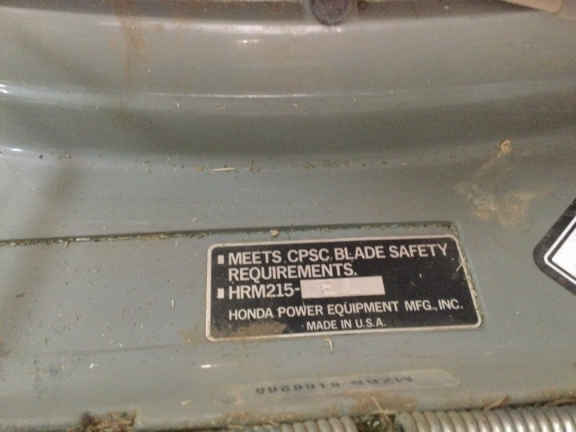 ▮ MEETS CPSC BLADE SAFETY
REQUIREMENTS.
▮ HRM215-
HONDA POWER EQUIPMENT MFG., INC.
MADE IN U.S.A.